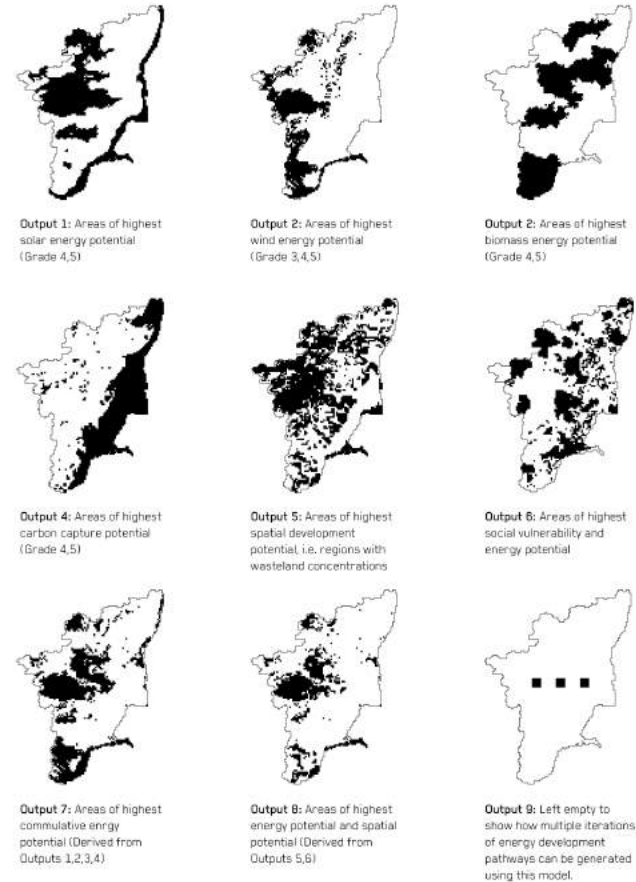 Output 1: Areas of highest
solar energy potential
(Grade 4,5)
Output 2: Areas of highest
wind energy potential
(Grade 3,4,5)
Output 2: Areas of highest
biomass energy potential
(Grade 4,5)
Output 4: Areas of highest
carbon capture potential
(Grade 4,5)
Output 5: Areas of highest
spatial development
potential, i.e. regions with
wasteland concentrations
Output 6: Areas of highest
social vulnerability and
energy potential
Output 7: Areas of highest
commulative enrgy
potential (Derived from
Outputs 1,2,3,4)
Output 8: Areas of highest
energy potential and spatial
potential (Derived from
Outputs 5,6)
Output 9: Left empty to
show how multiple iterations
of energy development
pathways can be generated
using this model.